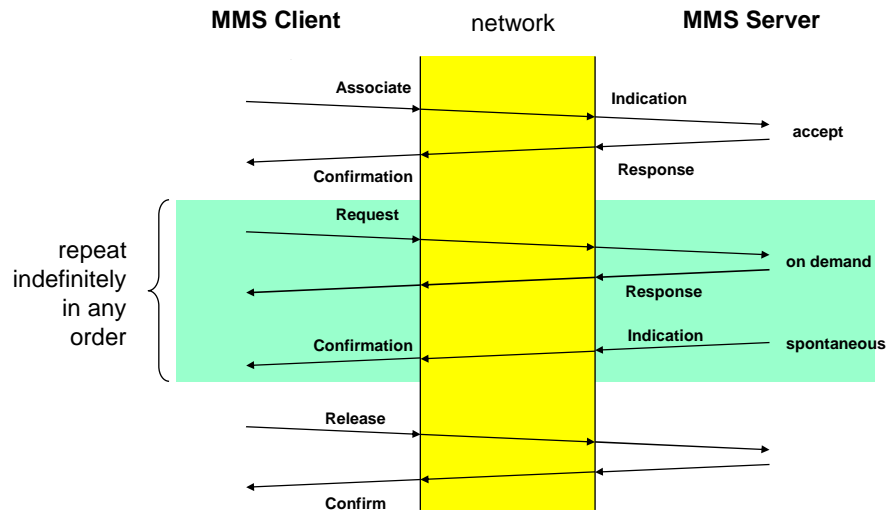 MMS Client
network
MMS Server
Associate
Indication
accept
Confirmation
Response
Request
repeat
indefinitely
in any
order
on demand
Response
Confirmation
Indication
spontaneous
Release
Confirm